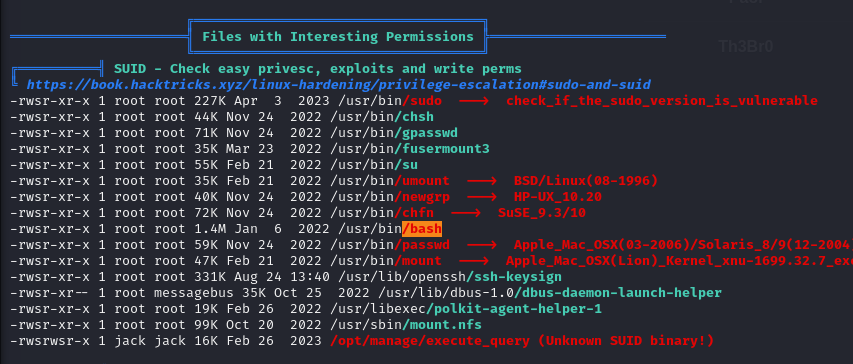 Files with Interesting Permissions
Th3Br0
SUID - Check easy privesc, exploits and write perms
https://book.hacktricks.xyz/linux-hardening/privilege-escalation#sudo-and-suid
-rwsr-xr-x 1 root root 227K Apr  3  2023 /usr/bin/sudo  --->  check_if_the_sudo_version_is_vulnerable
-rwsr-xr-x 1 root root 44K Nov 24  2022 /usr/bin/chsh
-rwsr-xr-x 1 root root 71K Nov 24  2022 /usr/bin/gpasswd
-rwsr-xr-x 1 root root 35K Mar 23  2022 /usr/bin/fusermount3
-rwsr-xr-x 1 root root 55K Feb 21  2022 /usr/bin/su
-rwsr-xr-x 1 root root 35K Feb 21  2022 /usr/bin/umount  --->  BSD/Linux(08-1996)
-rwsr-xr-x 1 root root 40K Nov 24  2022 /usr/bin/newgrp  --->  HP-UX_10.20
-rwsr-xr-x 1 root root 72K Nov 24  2022 /usr/bin/chfn  --->  SuSE_9.3/10
-rwsr-xr-x 1 root root 1.4M Jan  6  2022 /usr/bin/bash
-rwsr-xr-x 1 root root 59K Nov 24  2022 /usr/bin/passwd  --->  Apple_Mac_OSX(03-2006)/Solaris_8/9(12-2004
-rwsr-xr-x 1 root root 47K Feb 21  2022 /usr/bin/mount  --->  Apple_Mac_OSX(Lion)_Kernel_xnu-1699.32.7_exc
-rwsr-xr-x 1 root root 331K Aug 24 13:40 /usr/lib/openssh/ssh-keysign
-rwsr-xr-- 1 root messagebus 35K Oct 25  2022 /usr/lib/dbus-1.0/dbus-daemon-launch-helper
-rwsr-xr-x 1 root root 19K Feb 26  2022 /usr/libexec/polkit-agent-helper-1
-rwsr-xr-x 1 root root 99K Oct 20  2022 /usr/sbin/mount.nfs
-rwsrwsr-x 1 jack jack 16K Feb 26  2023 /opt/manage/execute_query (Unknown SUID binary!)